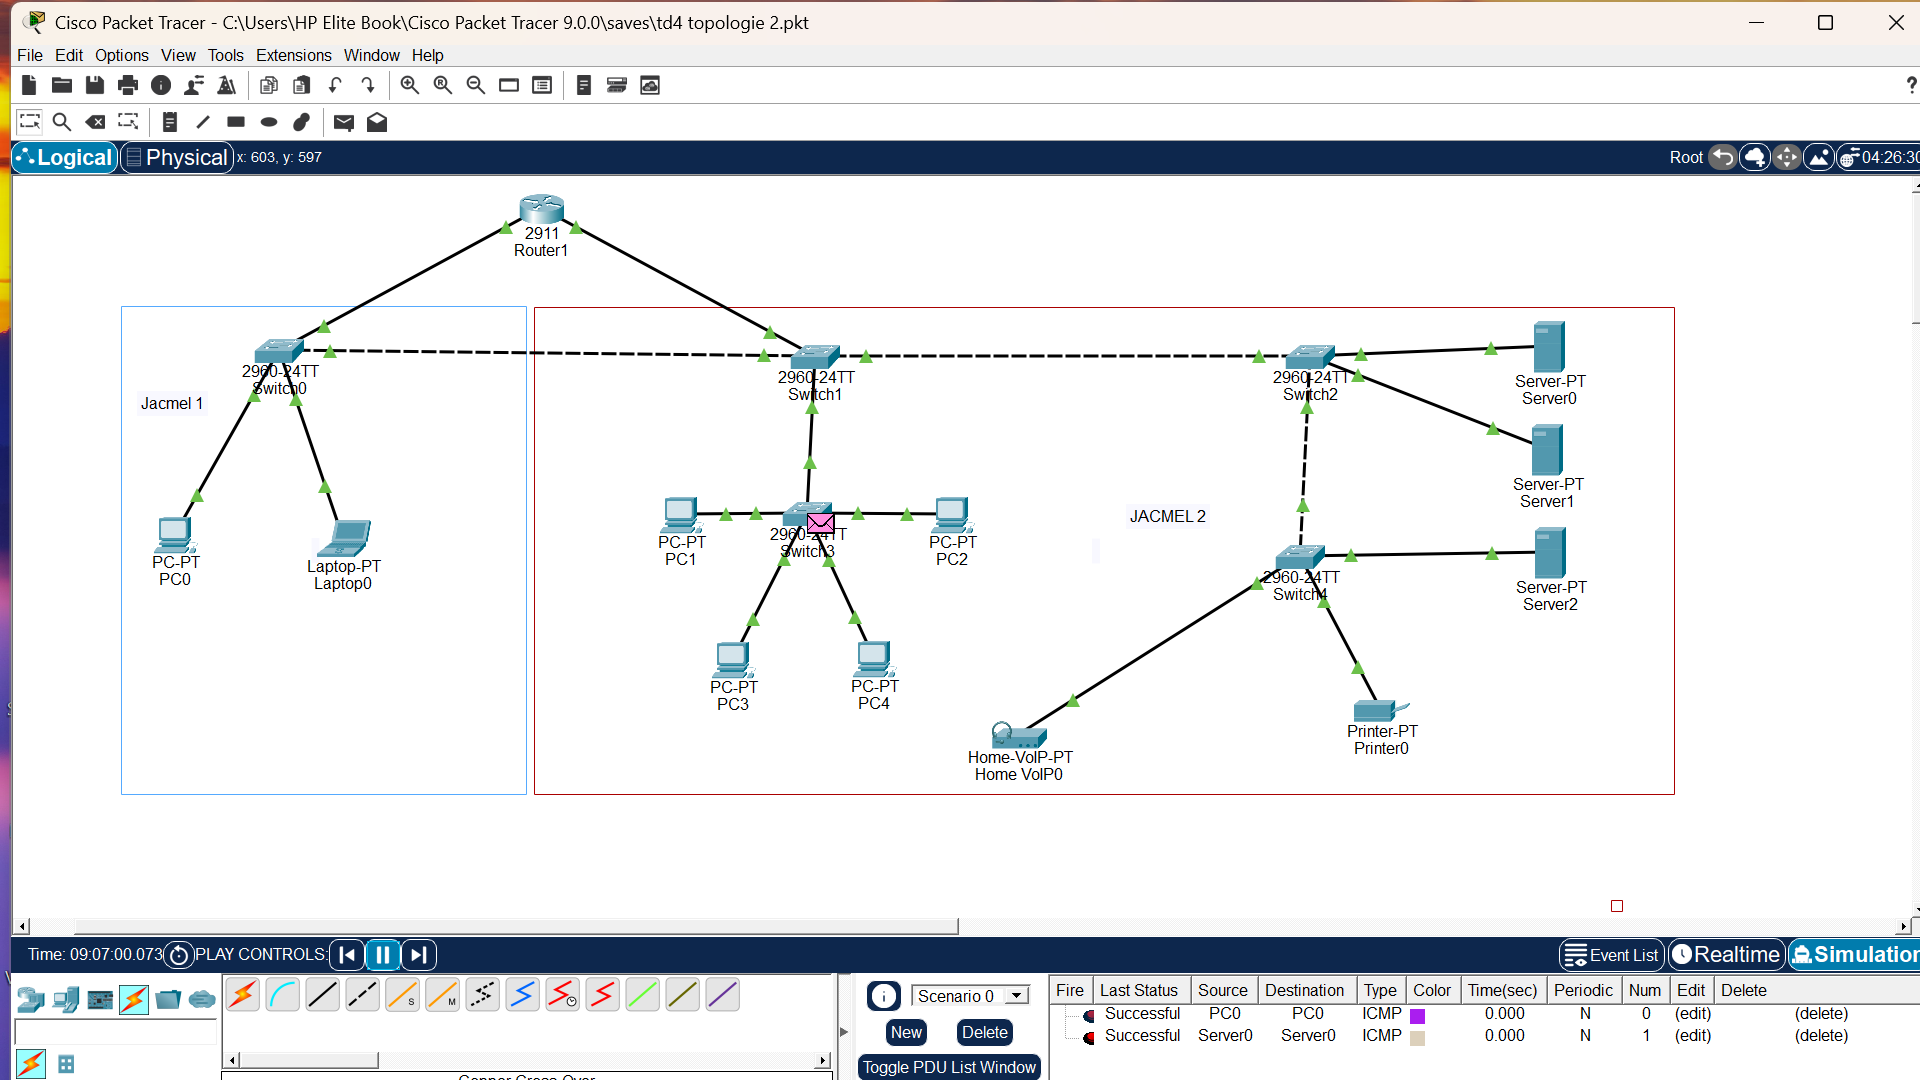 Cisco Packet Tracer - C:\Users\HP Elite Book\Cisco Packet Tracer 9.0.0\saves\td4 topologie 2.pkt
File Edit Options View Tools Extensions Window Help
Logical Physical x: 603, y: 597 Root 04:26:30
2911
Router1
2960-24TT
Switch0
Jacmel 1
PC-PT
PC0
Laptop-PT
Laptop0
2960-24TT
Switch1
2960-24TT
Switch2
Server-PT
Server0
Server-PT
Server1
PC-PT
PC1
2960-24TT
Switch3
PC-PT
PC2
JACMEL 2
2960-24TT
Switch4
Server-PT
Server2
PC-PT
PC3
PC-PT
PC4
Home-VoIP-PT
Home VoIP0
Printer-PT
Printer0
Time: 09:07:00.073 PLAY CONTROLS: Event List Realtime Simulation
Scenario 0
New Delete
Toggle PDU List Window
Fire Last Status Source Destination Type Color Time(sec) Periodic Num Edit Delete
Successful PC0 PC0 ICMP 0.000 N 0 (edit) (delete)
Successful Server0 Server0 ICMP 0.000 N 1 (edit) (delete)
Copper Cross-Over